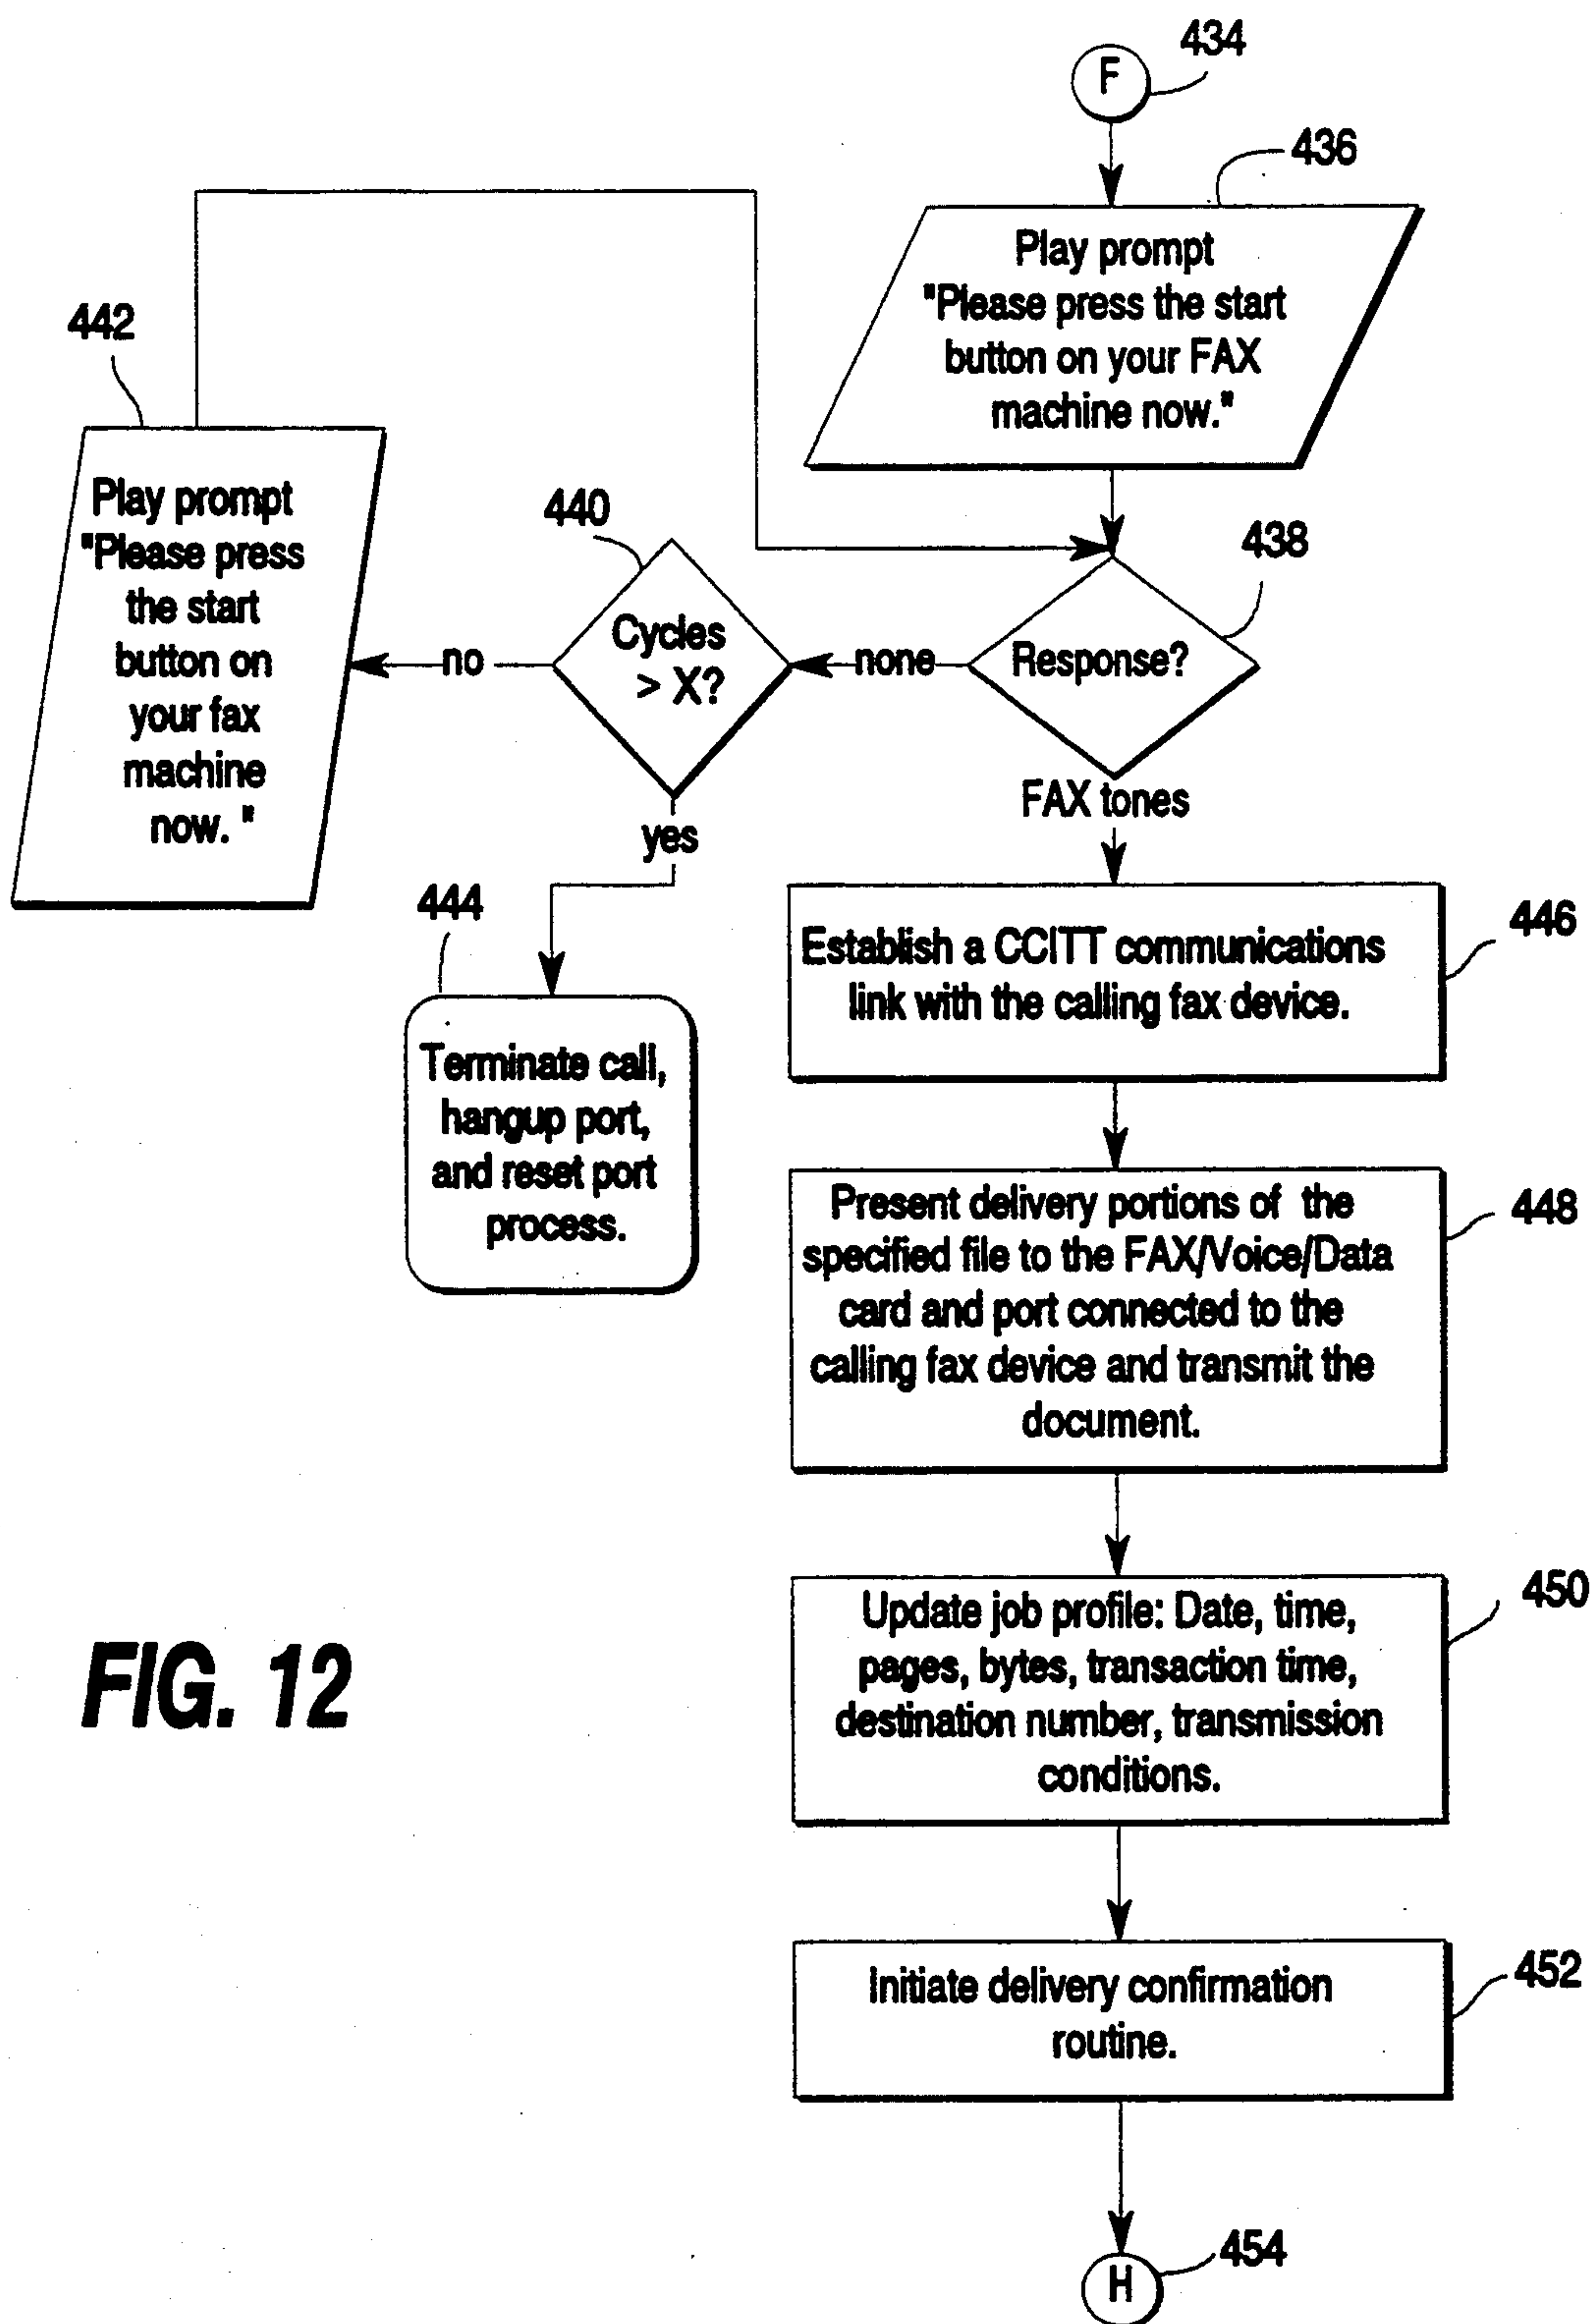 434
F
436
Play prompt
"Please press the start
button on your FAX
machine now."
442
Play prompt
"Please press
the start
button on
your fax
machine
now. "
440
Cycles
> X?
no
none
438
Response?
yes
FAX tones
444
Terminate call,
hangup port,
and reset port
process.
446
Establish a CCITT communications
link with the calling fax device.
448
Present delivery portions of the
specified file to the FAX/Voice/Data
card and port connected to the
calling fax device and transmit the
document.
450
Update job profile: Date, time,
pages, bytes, transaction time,
destination number, transmission
conditions.
FIG. 12
452
Initiate delivery confirmation
routine.
454
H